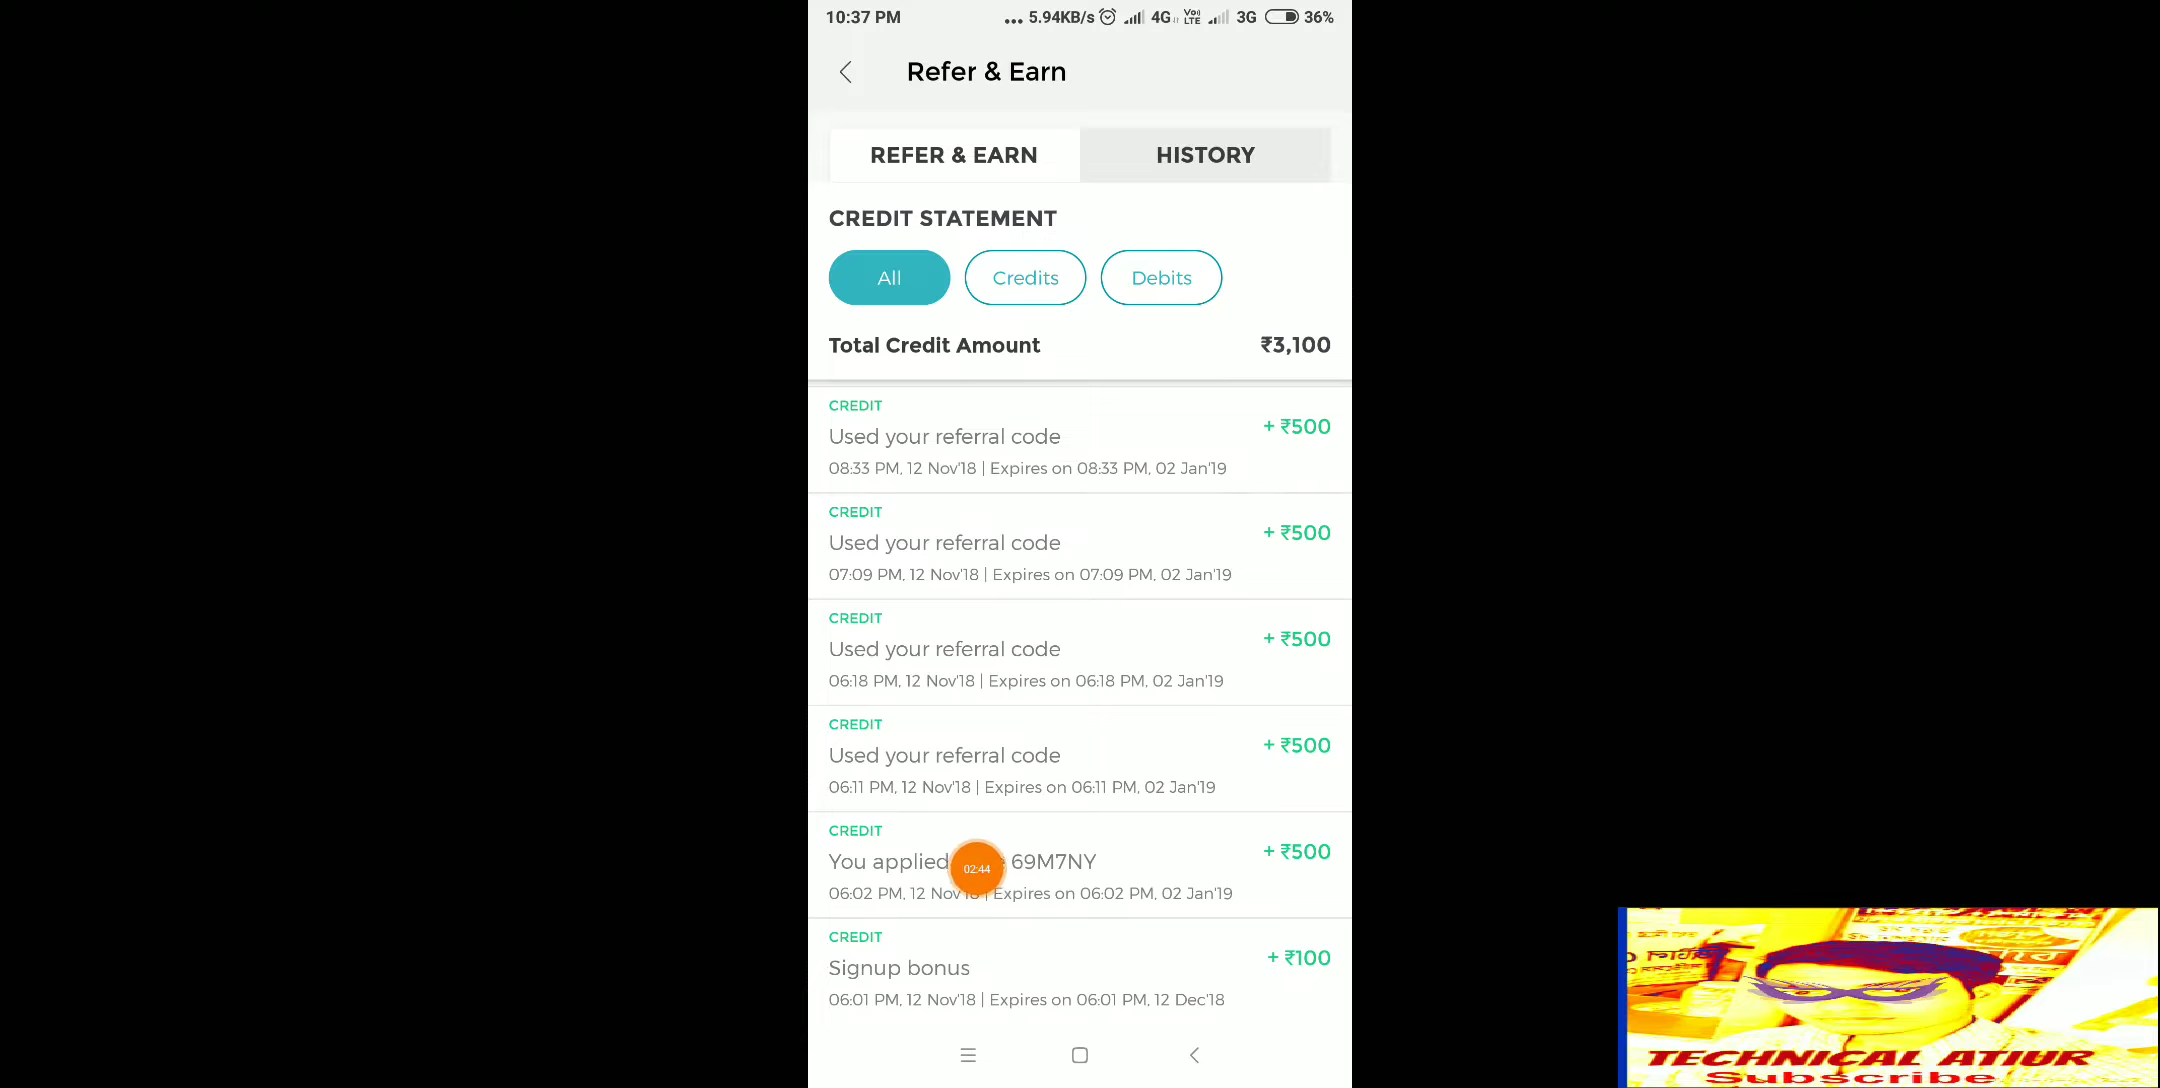 10:37 PM
... 5.94KB/s 4G VoLTE 3G 36%
Refer & Earn
REFER & EARN
HISTORY
CREDIT STATEMENT
All
Credits
Debits
Total Credit Amount
₹3,100
CREDIT
Used your referral code
+ ₹500
08:33 PM, 12 Nov'18 | Expires on 08:33 PM, 02 Jan'19
CREDIT
Used your referral code
+ ₹500
07:09 PM, 12 Nov'18 | Expires on 07:09 PM, 02 Jan'19
CREDIT
Used your referral code
+ ₹500
06:18 PM, 12 Nov'18 | Expires on 06:18 PM, 02 Jan'19
CREDIT
Used your referral code
+ ₹500
06:11 PM, 12 Nov'18 | Expires on 06:11 PM, 02 Jan'19
CREDIT
You applied 69M7NY
02:44
+ ₹500
06:02 PM, 12 Nov'18 | Expires on 06:02 PM, 02 Jan'19
CREDIT
Signup bonus
+ ₹100
06:01 PM, 12 Nov'18 | Expires on 06:01 PM, 12 Dec'18
TECHNICAL ATIUR
Subscribe